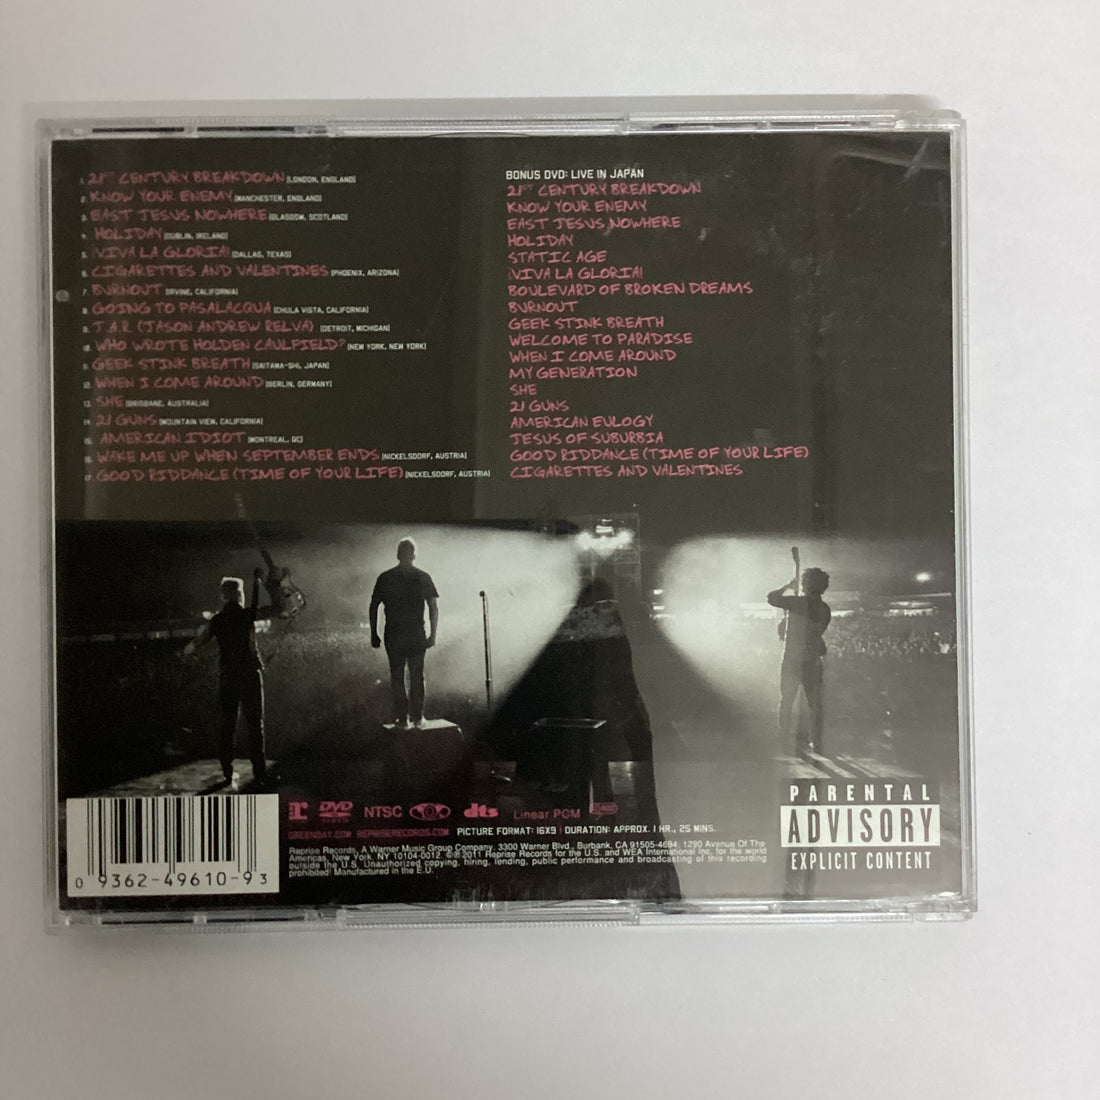 1. 21ST CENTURY BREAKDOWN (LONDON, ENGLAND)
2. KNOW YOUR ENEMY (MANCHESTER, ENGLAND)
3. EAST JESUS NOWHERE (GLASGOW, SCOTLAND)
4. HOLIDAY (DUBLIN, IRELAND)
5. ¡VIVA LA GLORIA! (DALLAS, TEXAS)
6. CIGARETTES AND VALENTINES (PHOENIX, ARIZONA)
7. BURNOUT (IRVINE, CALIFORNIA)
8. GOING TO PASALACQUA (CHULA VISTA, CALIFORNIA)
9. J.A.R. (JASON ANDREW RELVA) (DETROIT, MICHIGAN)
10. WHO WROTE HOLDEN CAULFIELD? (NEW YORK, NEW YORK)
11. GEEK STINK BREATH (SAITAMA-SHI, JAPAN)
12. WHEN I COME AROUND (BERLIN, GERMANY)
13. SHE (BRISBANE, AUSTRALIA)
14. 21 GUNS (MOUNTAIN VIEW, CALIFORNIA)
15. AMERICAN IDIOT (MONTREAL, QC)
16. WAKE ME UP WHEN SEPTEMBER ENDS (NICKELSDORF, AUSTRIA)
17. GOOD RIDDANCE (TIME OF YOUR LIFE) (NICKELSDORF, AUSTRIA)
BONUS DVD: LIVE IN JAPAN
21ST CENTURY BREAKDOWN
KNOW YOUR ENEMY
EAST JESUS NOWHERE
HOLIDAY
STATIC AGE
¡VIVA LA GLORIA!
BOULEVARD OF BROKEN DREAMS
BURNOUT
GEEK STINK BREATH
WELCOME TO PARADISE
WHEN I COME AROUND
MY GENERATION
SHE
21 GUNS
AMERICAN EULOGY
JESUS OF SUBURBIA
GOOD RIDDANCE (TIME OF YOUR LIFE)
CIGARETTES AND VALENTINES
r DVD VIDEO NTSC dts Linear PCM
GREENDAY.COM REPRISERECORDS.COM PICTURE FORMAT: 16X9 | DURATION: APPROX. 1 HR., 25 MINS.
Reprise Records, A Warner Music Group Company, 3300 Warner Blvd., Burbank, CA 91505-4694; 1290 Avenue Of The
Americas, New York, NY 10104-0012. ©℗ 2011 Reprise Records for the U.S. and WEA International Inc. for the world
outside the U.S. Unauthorized copying, hiring, lending, public performance and broadcasting of this recording
prohibited! Manufactured in the E.U.
0 9362-49610-9 3
PARENTAL
ADVISORY
EXPLICIT CONTENT